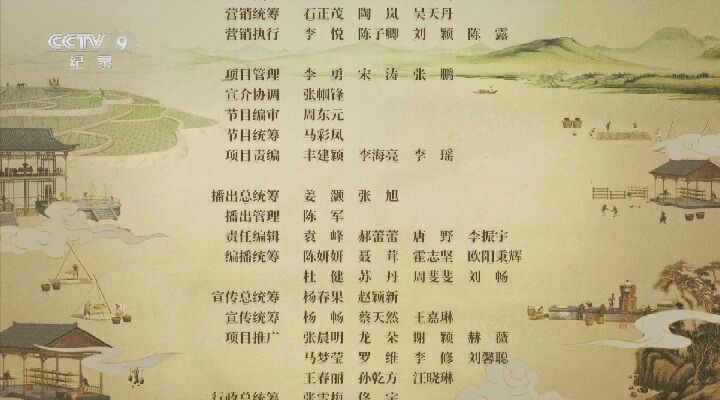 营销统筹 石正茂 陶 岚 吴天丹
CCTV 9
纪 录
营销执行 李 悦 陈子卿 刘 颖 陈 露
项目管理 李 勇 宋 涛 张 鹏
宣介协调 张帼锋
节目编审 周东元
节目统筹 马彩凤
项目责编 丰建颖 李海亮 李 瑶
播出总统筹 姜 灏 张 旭
播出管理 陈 军
责任编辑 袁 峰 郝蕾蕾 唐 野 李振宇
编播统筹 陈妍妍 聂 茸 霍志坚 欧阳秉辉
杜 健 苏 丹 周斐斐 刘 畅
宣传总统筹 杨春果 赵颖新
宣传统筹 杨 畅 蔡天然 王嘉琳
项目推广 张晨明 龙 朵 谢 颖 赫 薇
马梦莹 罗 维 李 修 刘馨聪
王春丽 孙乾方 汪晓琳
行政总统筹 张雪梅 佟 宇